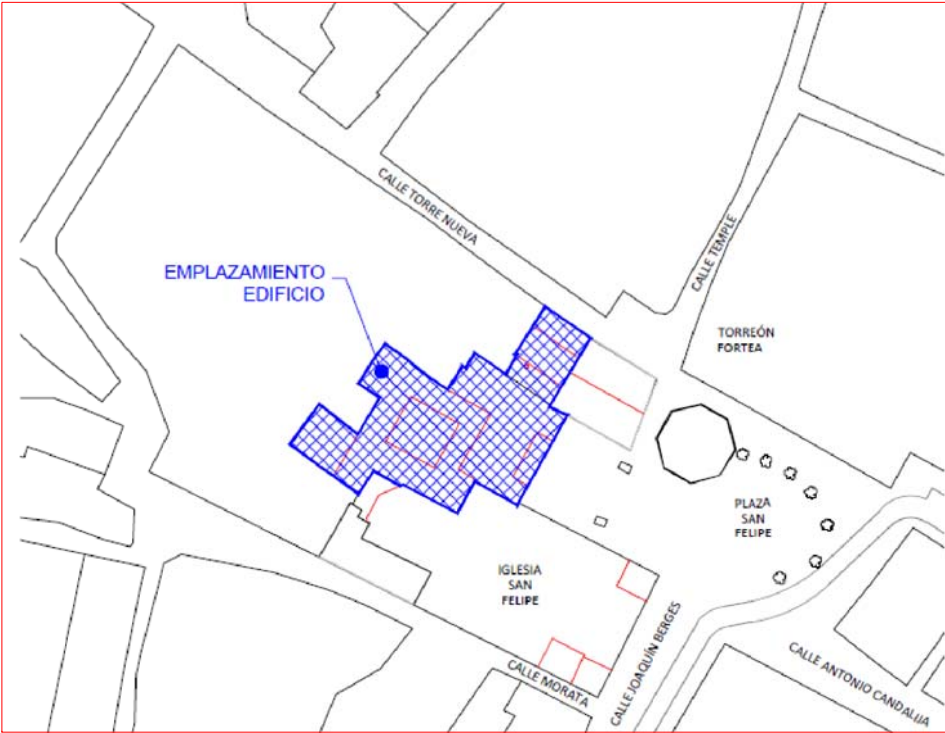 CALLE TORRE NUEVA
CALLE TEMPLE
EMPLAZAMIENTO
EDIFICIO
TORREÓN
FORTEA
PLAZA
SAN
FELIPE
IGLESIA
SAN
FELIPE
CALLE JOAQUÍN BERGES
CALLE MORATA
CALLE ANTONIO CANDALIJA